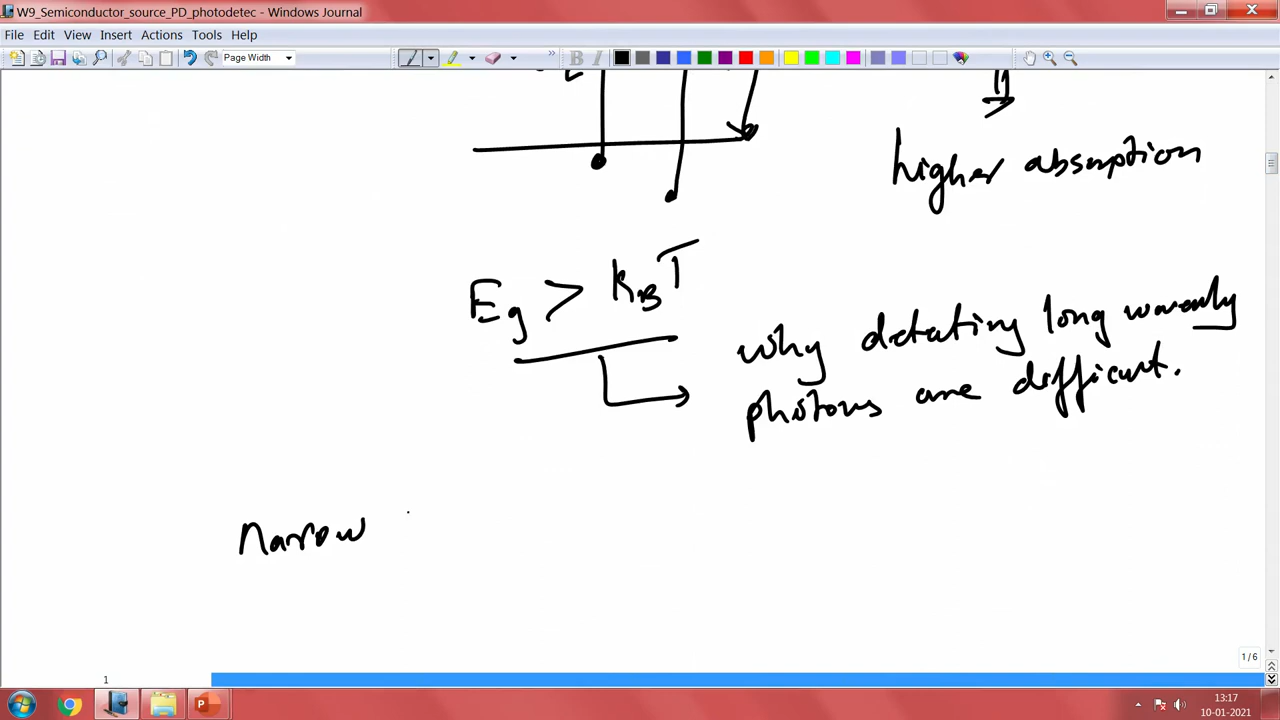 W9_Semiconductor_source_PD_photodetec - Windows Journal
File Edit View Insert Actions Tools Help
Page Width
B I
higher absorption
Eg > kBT
why detecting long
photons are difficult.
Narrow
1/6
1
13:17
10-01-2021